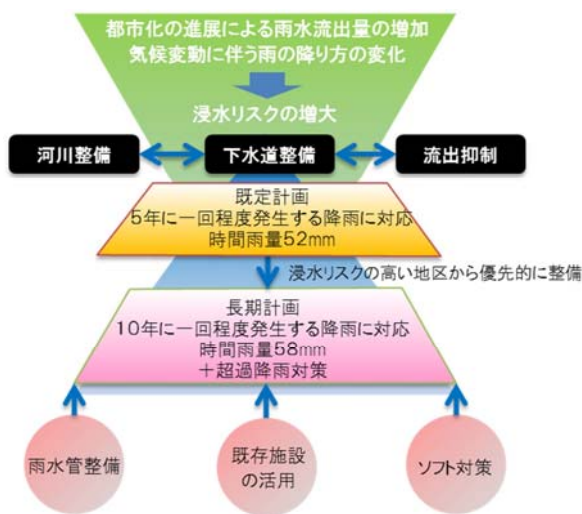 都市化の進展による雨水流出量の増加
気候変動に伴う雨の降り方の変化
浸水リスクの増大
河川整備
下水道整備
流出抑制
既定計画
5年に一回程度発生する降雨に対応
時間雨量52mm
浸水リスクの高い地区から優先的に整備
長期計画
10年に一回程度発生する降雨に対応
時間雨量58mm
＋超過降雨対策
雨水管整備
既存施設
の活用
ソフト対策